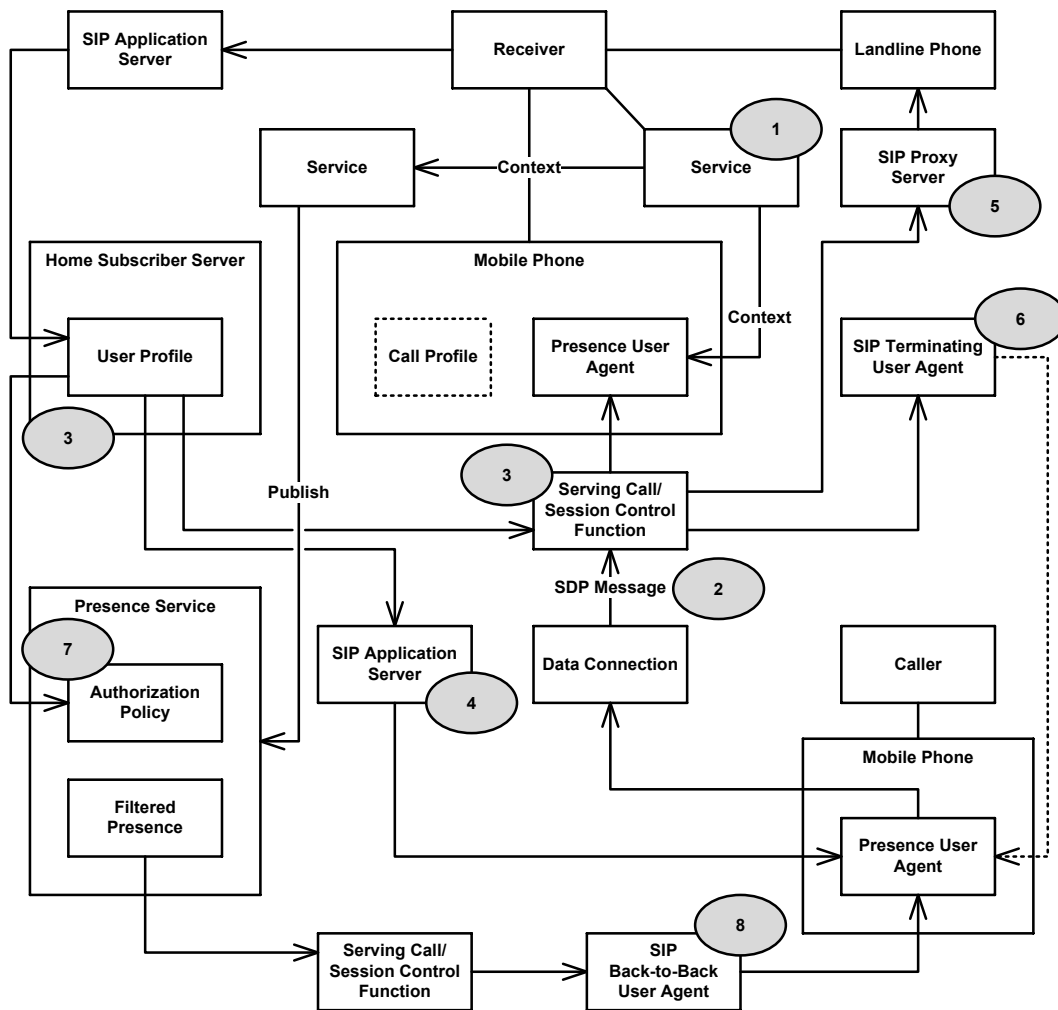 SIP Application
Server
Receiver
Landline Phone
1
Service
Context
Service
SIP Proxy
Server
5
Home Subscriber Server
Mobile Phone
Context
6
User Profile
Call Profile
Presence User
Agent
SIP Terminating
User Agent
3
3
Serving Call/
Session Control
Function
Publish
SDP Message
2
Presence Service
7
Authorization
Policy
SIP Application
Server
4
Data Connection
Caller
Mobile Phone
Filtered
Presence
Presence User
Agent
8
Serving Call/
Session Control
Function
SIP
Back-to-Back
User Agent